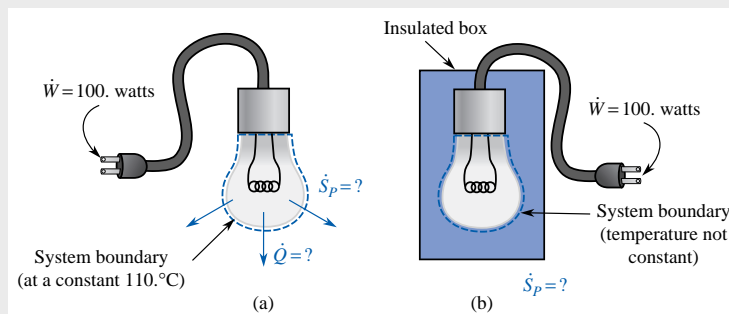 Insulated box
Ẇ = 100. watts
Ẇ = 100. watts
Ṡ_P = ?
System boundary
(at a constant 110.°C)
Q̇ = ?
System boundary
(temperature not
constant)
Ṡ_P = ?
(a)
(b)